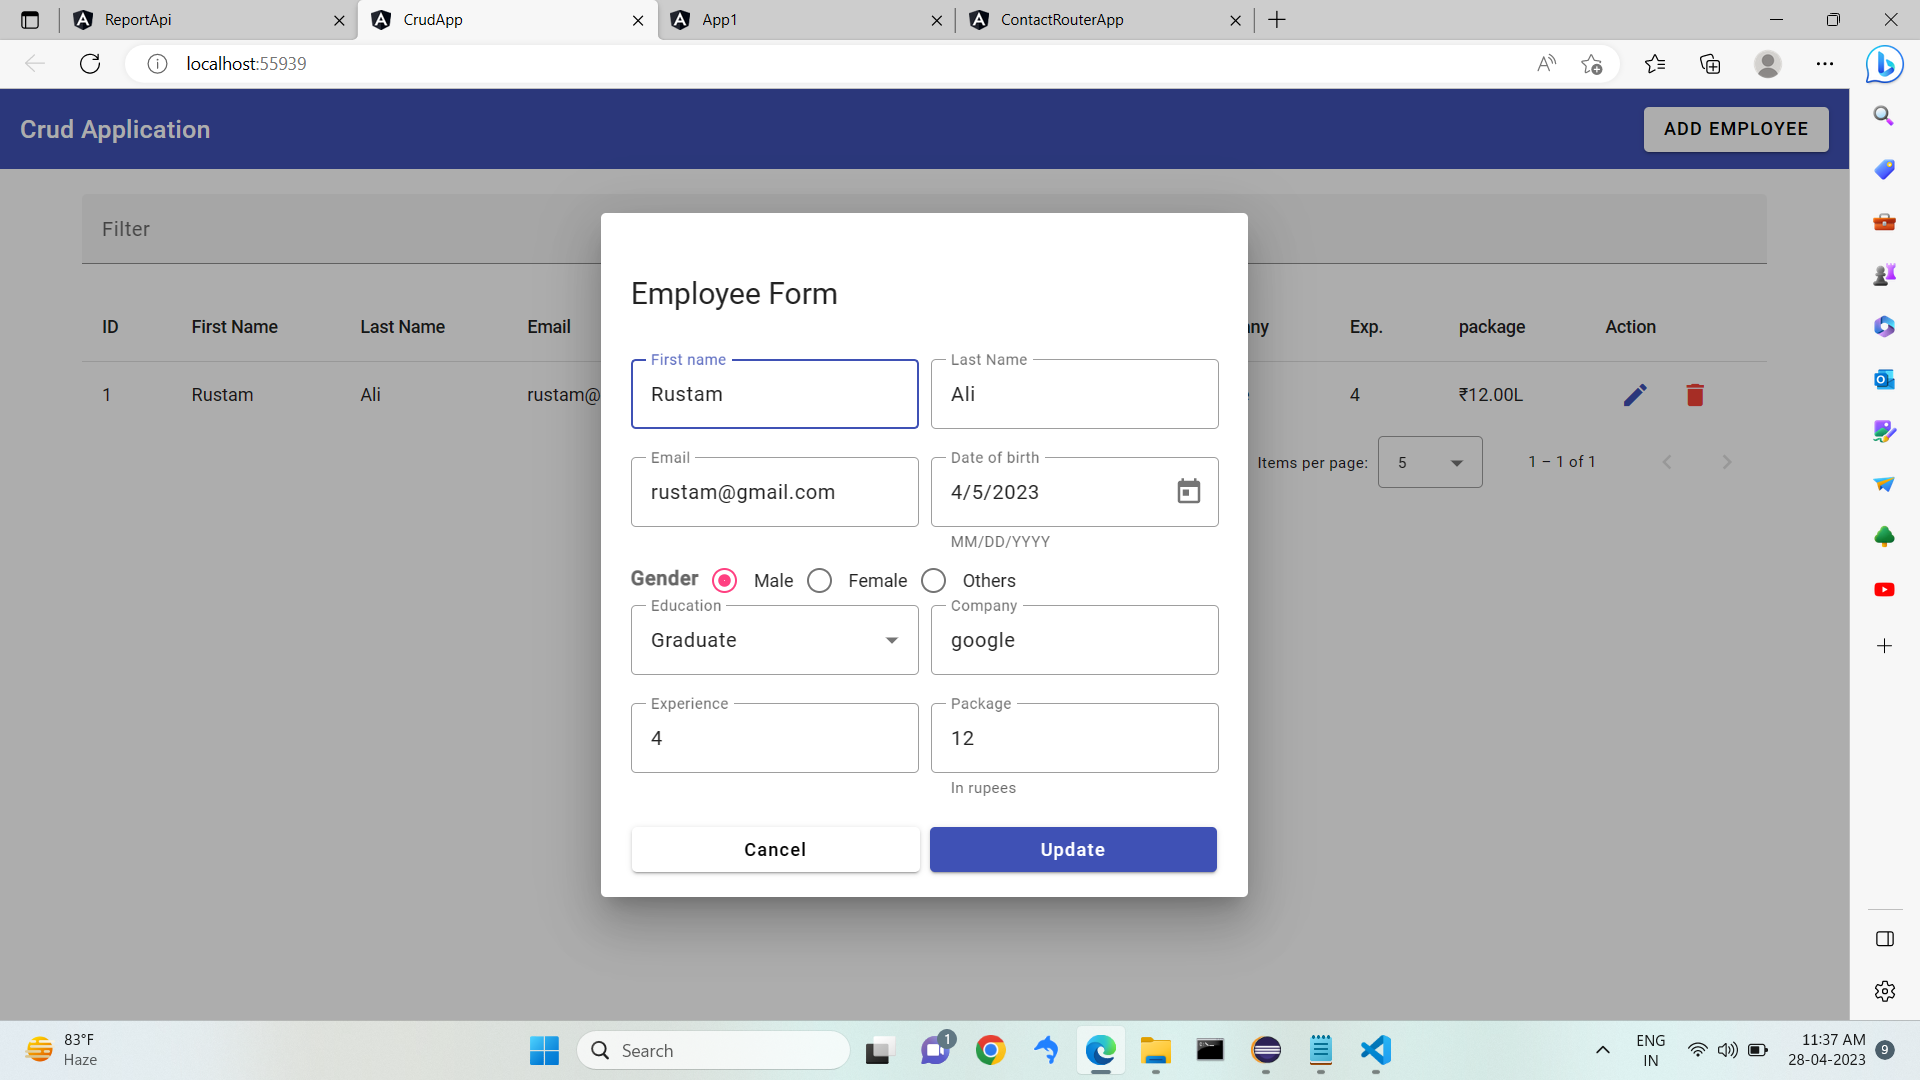 ReportApi
CrudApp
App1
ContactRouterApp
localhost:55939
Crud Application
ADD EMPLOYEE
Filter
ID First Name Last Name Email ny Exp. package Action
1 Rustam Ali rustam@ 4 ₹12.00L
Items per page: 5 1 – 1 of 1
Employee Form
First name
Rustam
Last Name
Ali
Email
rustam@gmail.com
Date of birth
4/5/2023
MM/DD/YYYY
Gender Male Female Others
Education
Graduate
Company
google
Experience
4
Package
12
In rupees
Cancel
Update
83°F
Haze
Search
1
ENG
IN
11:37 AM
28-04-2023
9